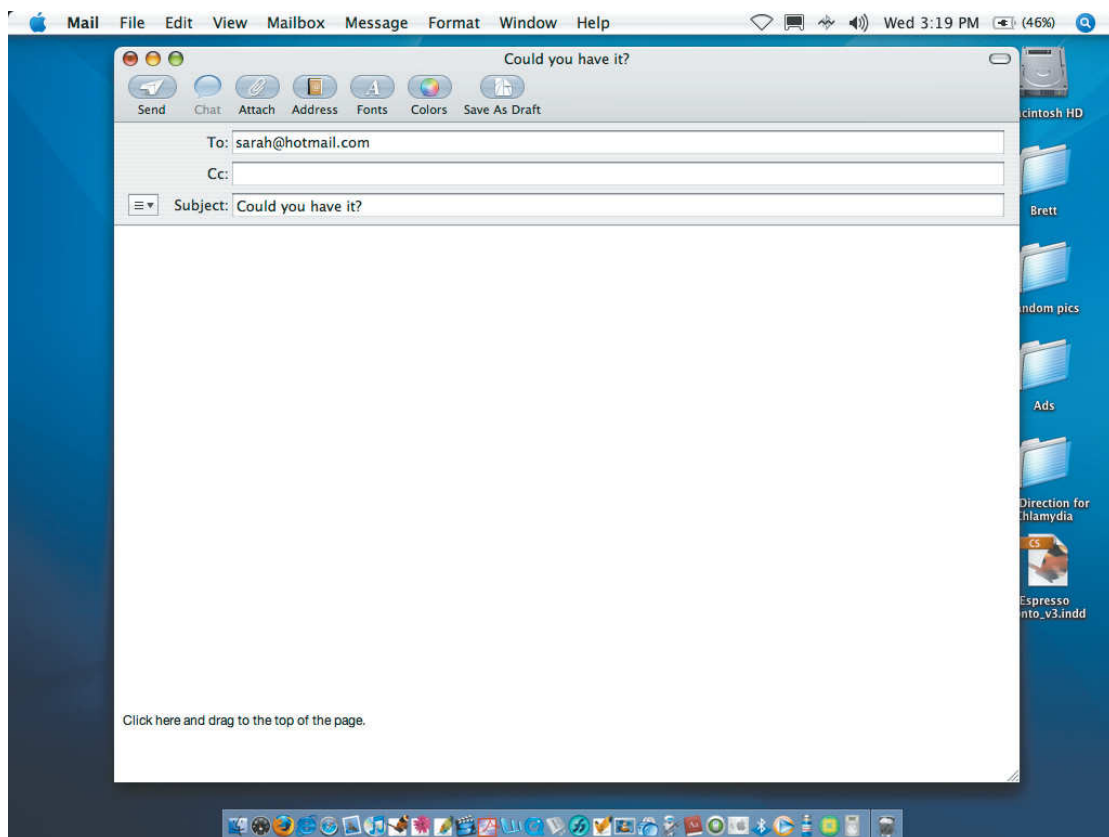 Mail File Edit View Mailbox Message Format Window Help Wed 3:19 PM (46%)
Could you have it?
Send Chat Attach Address Fonts Colors Save As Draft
To: sarah@hotmail.com
Cc:
Subject: Could you have it?
Click here and drag to the top of the page.
cintosh HD
Brett
ndom pics
Ads
Direction for
hlamydia
CS
Espresso
nto_v3.indd